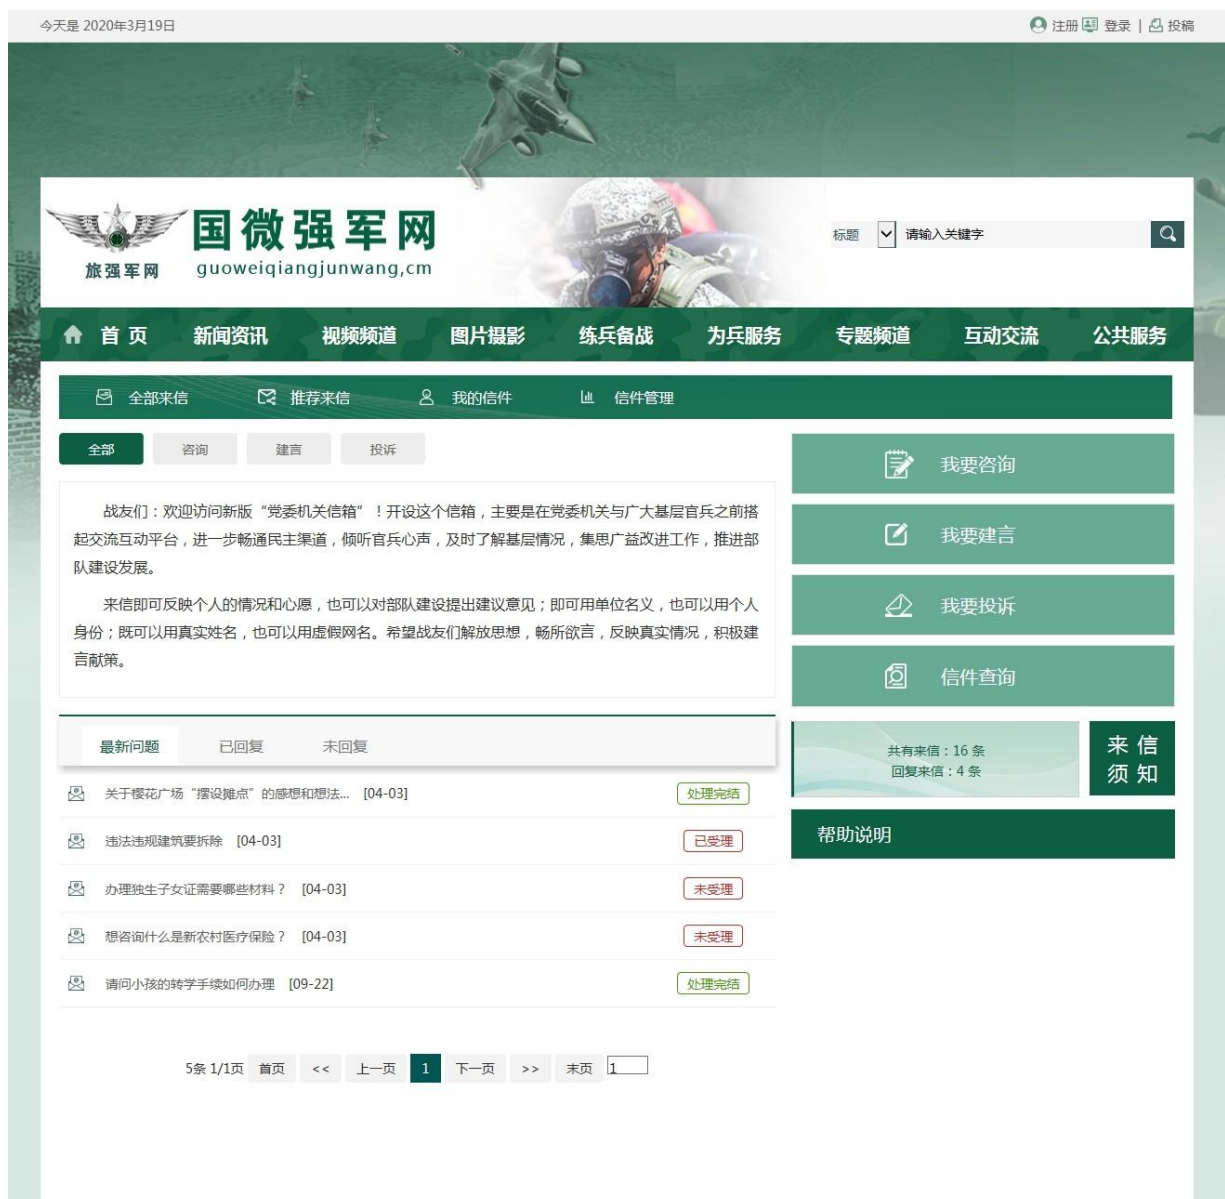 今天是 2020年3月19日
注册 登录 | 投稿
国微强军网
旅强军网
guoweiqiangjunwang,cm
标题 请输入关键字
首 页 新闻资讯 视频频道 图片摄影 练兵备战 为兵服务 专题频道 互动交流 公共服务
全部来信 推荐来信 我的信件 信件管理
全部 咨询 建言 投诉
战友们：欢迎访问新版“党委机关信箱”！开设这个信箱，主要是在党委机关与广大基层官兵之前搭
起交流互动平台，进一步畅通民主渠道，倾听官兵心声，及时了解基层情况，集思广益改进工作，推进部
队建设发展。
来信即可反映个人的情况和心愿，也可以对部队建设提出建议意见；即可用单位名义，也可以用个人
身份；既可以用真实姓名，也可以用虚假网名。希望战友们解放思想，畅所欲言，反映真实情况，积极建
言献策。
我要咨询
我要建言
我要投诉
信件查询
共有来信：16 条
回复来信：4 条
来 信
须 知
帮助说明
最新问题 已回复 未回复
关于樱花广场“摆设摊点”的感想和想法... [04-03] 处理完结
违法违规建筑要拆除 [04-03] 已受理
办理独生子女证需要哪些材料？ [04-03] 未受理
想咨询什么是新农村医疗保险？ [04-03] 未受理
请问小孩的转学手续如何办理 [09-22] 处理完结
5条 1/1页 首页 << 上一页 1 下一页 >> 末页 1